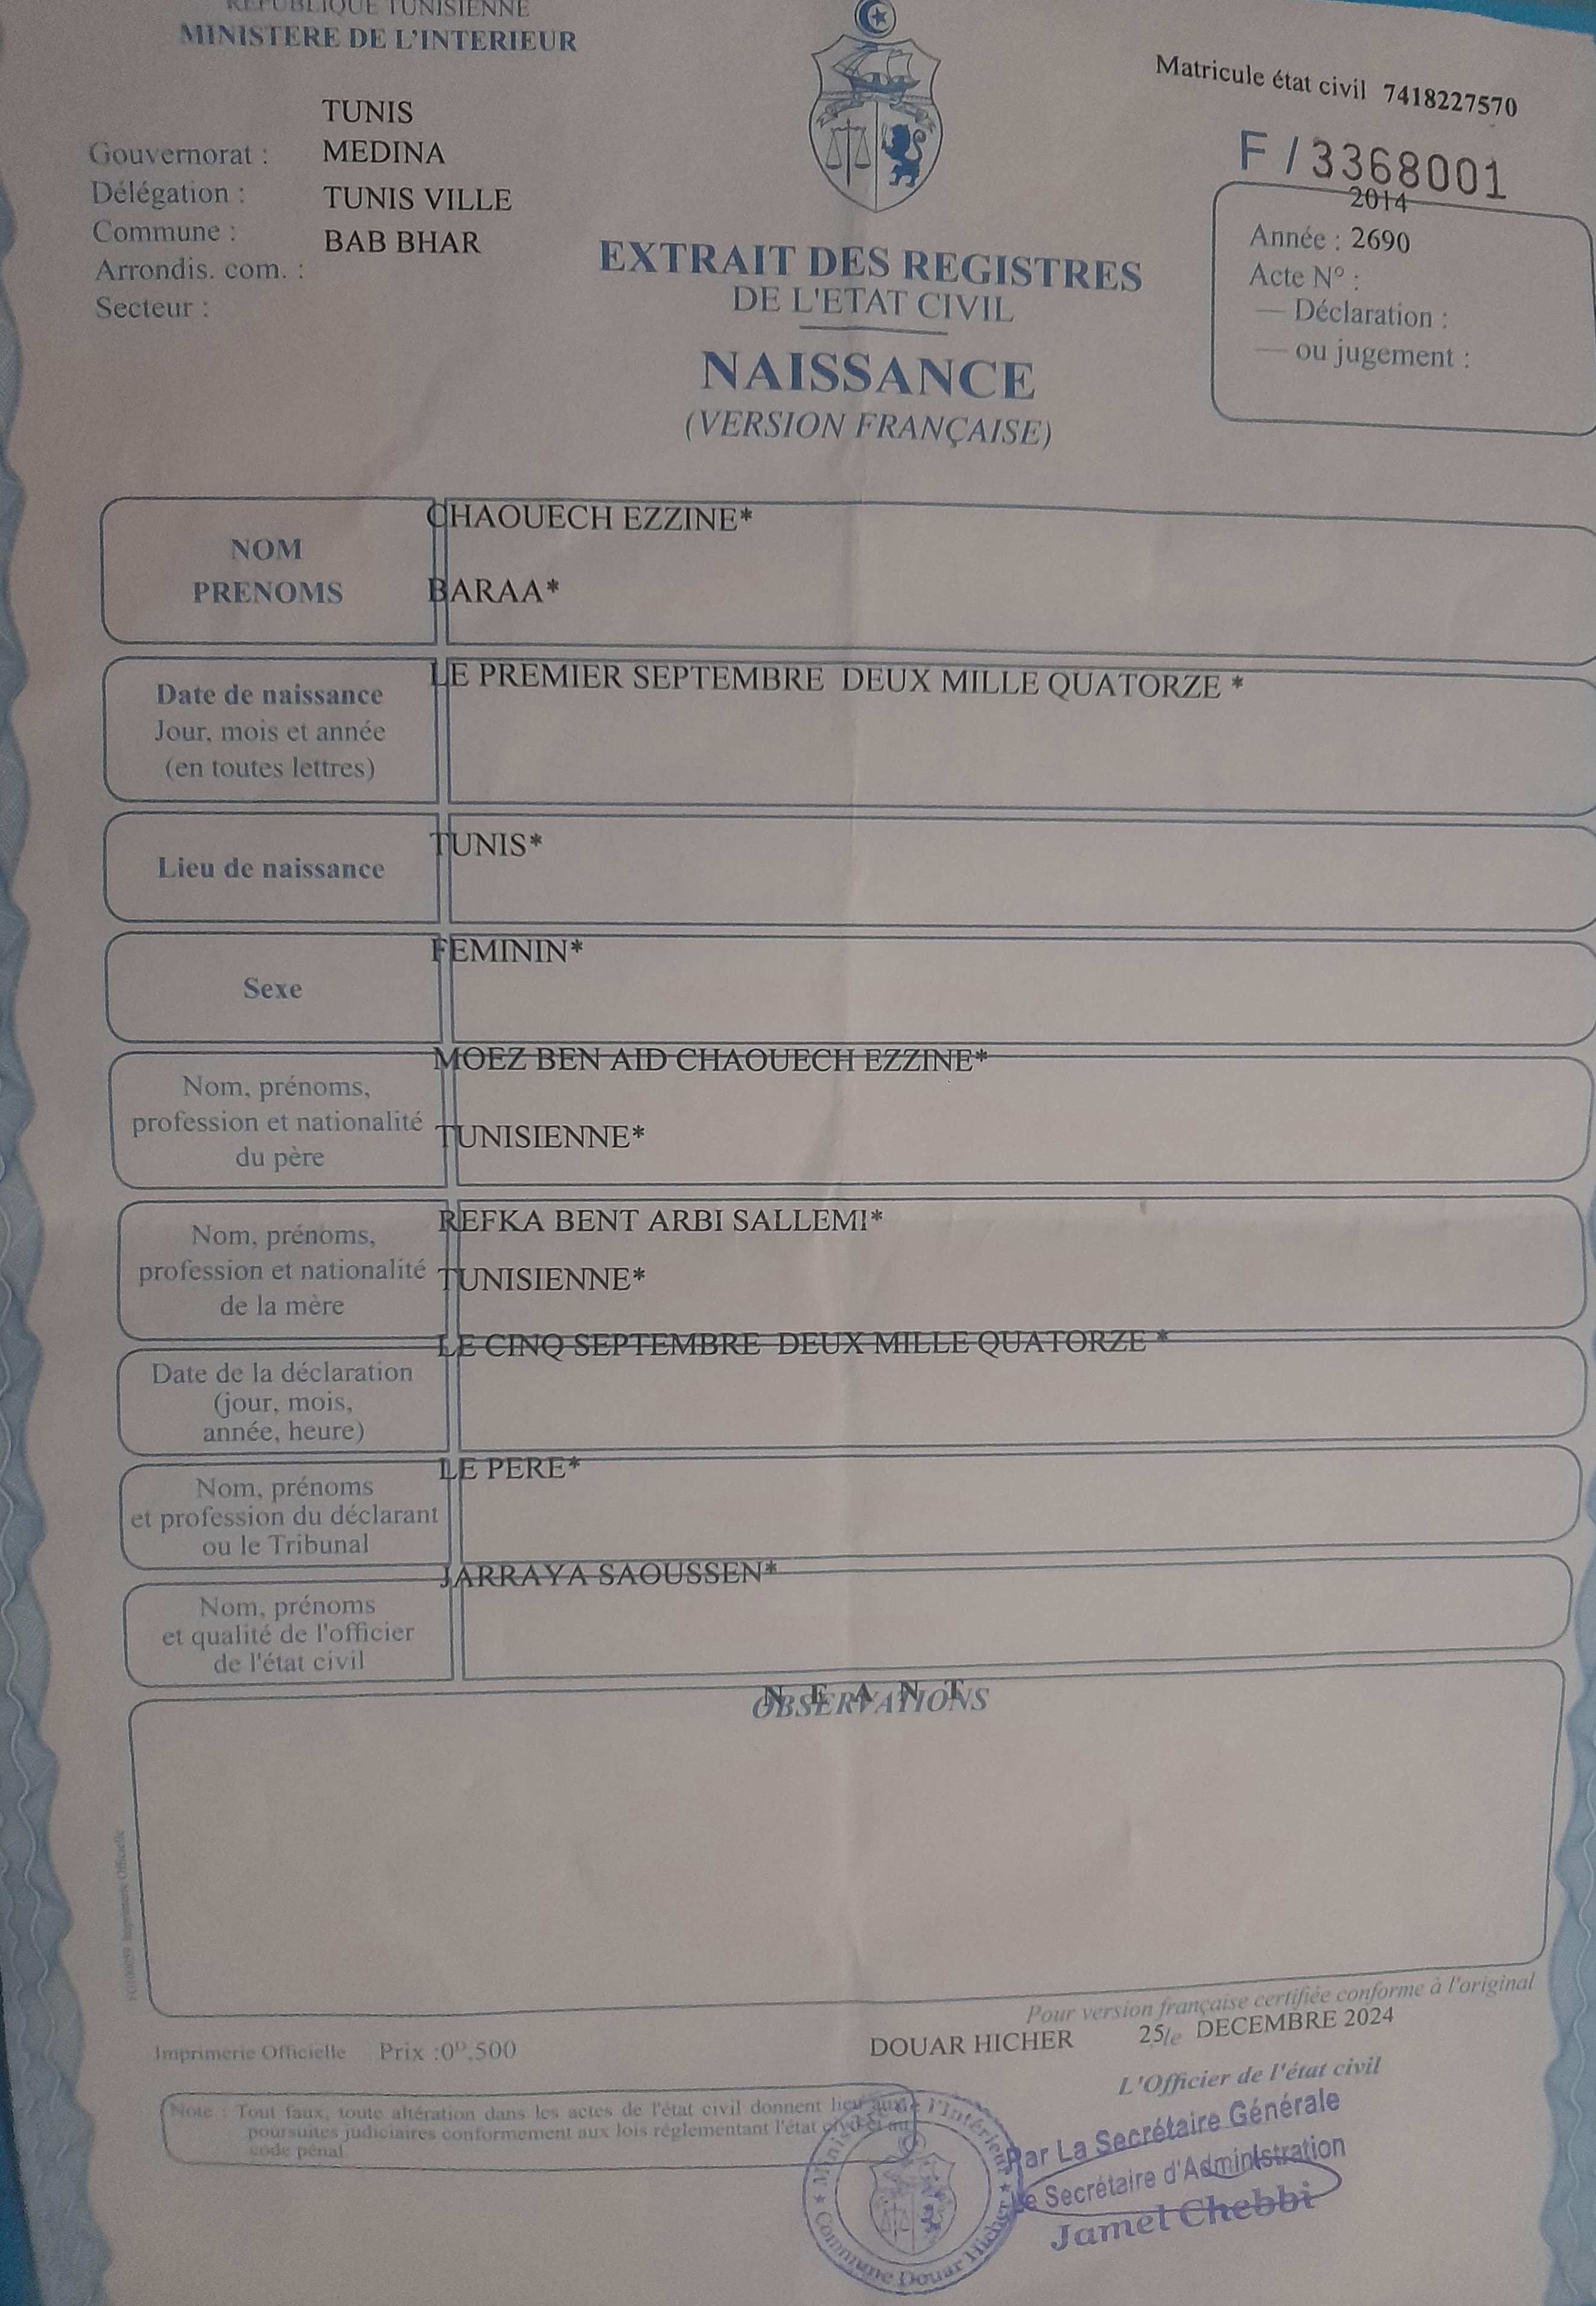 REPUBLIQUE TUNISIENNE
MINISTERE DE L'INTERIEUR
TUNIS
Gouvernorat : MEDINA
Délégation : TUNIS VILLE
Commune : BAB BHAR
Arrondis. com. :
Secteur :
Matricule état civil 7418227570
F / 3368001
2014
Année : 2690
Acte N° :
— Déclaration :
— ou jugement :
EXTRAIT DES REGISTRES
DE L'ETAT CIVIL
NAISSANCE
(VERSION FRANÇAISE)
NOM
PRENOMS
CHAOUECH EZZINE*
BARAA*
Date de naissance
Jour, mois et année
(en toutes lettres)
LE PREMIER SEPTEMBRE DEUX MILLE QUATORZE *
Lieu de naissance
TUNIS*
Sexe
FEMININ*
Nom, prénoms,
profession et nationalité
du père
MOEZ BEN AID CHAOUECH EZZINE*
TUNISIENNE*
Nom, prénoms,
profession et nationalité
de la mère
REFKA BENT ARBI SALLEMI*
TUNISIENNE*
Date de la déclaration
(jour, mois,
année, heure)
LE CINQ SEPTEMBRE DEUX MILLE QUATORZE *
Nom, prénoms
et profession du déclarant
ou le Tribunal
LE PERE*
Nom, prénoms
et qualité de l'officier
de l'état civil
JARRAYA SAOUSSEN*
N E A N T
OBSERVATIONS
Imprimerie Officielle
Pour version française certifiée conforme à l'original
Imprimerie Officielle Prix :0ᴰ,500
DOUAR HICHER 25 le DECEMBRE 2024
L'Officier de l'état civil
Note : Tout faux, toute altération dans les actes de l'état civil donnent lieu aux
poursuites judiciaires conformement aux lois réglementant l'état civil et au
code pénal
Ministère de l'Intérieur
Commune Douar Hicher
Par La Secrétaire Générale
Le Secrétaire d'Administration
Jamel Chebbi